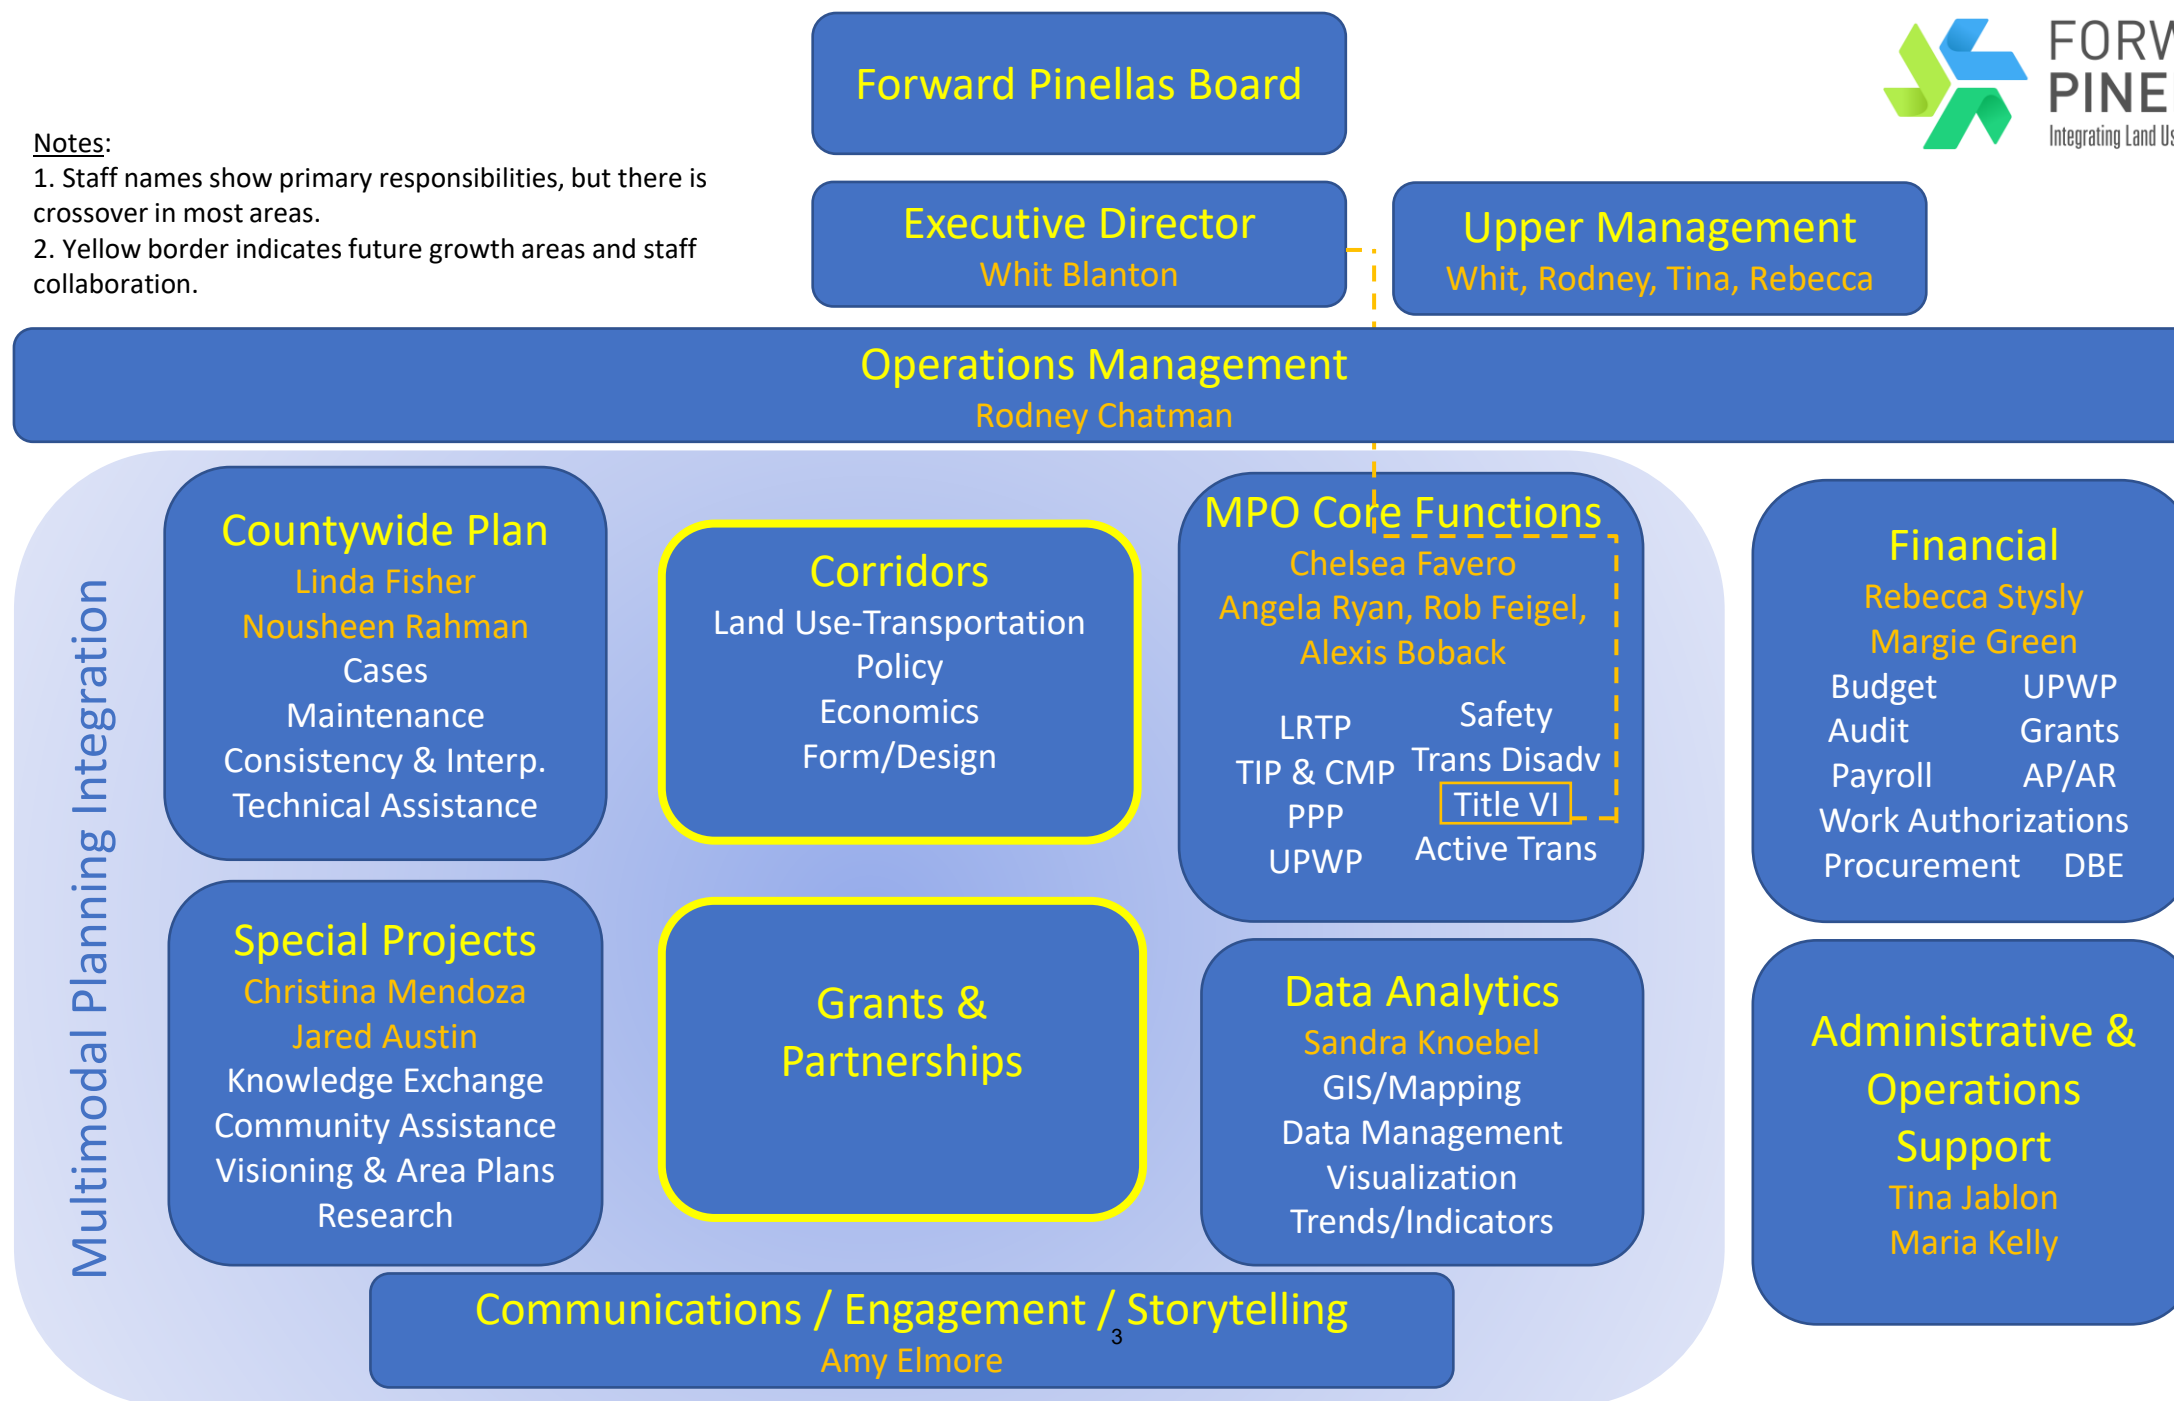 Forward Pinellas Board
FORW
PINE
Integrating Land Us
Notes:
1. Staff names show primary responsibilities, but there is
crossover in most areas.
2. Yellow border indicates future growth areas and staff
collaboration.
Executive Director
Whit Blanton
Upper Management
Whit, Rodney, Tina, Rebecca
Operations Management
Rodney Chatman
Multimodal Planning Integration
Countywide Plan
Linda Fisher
Nousheen Rahman
Cases
Maintenance
Consistency & Interp.
Technical Assistance
Corridors
Land Use-Transportation
Policy
Economics
Form/Design
MPO Core Functions
Chelsea Favero
Angela Ryan, Rob Feigel,
Alexis Boback
LRTP
TIP & CMP
PPP
UPWP
Safety
Trans Disadv
Title VI
Active Trans
Financial
Rebecca Stysly
Margie Green
Budget UPWP
Audit Grants
Payroll AP/AR
Work Authorizations
Procurement DBE
Special Projects
Christina Mendoza
Jared Austin
Knowledge Exchange
Community Assistance
Visioning & Area Plans
Research
Grants &
Partnerships
Data Analytics
Sandra Knoebel
GIS/Mapping
Data Management
Visualization
Trends/Indicators
Administrative &
Operations
Support
Tina Jablon
Maria Kelly
Communications / Engagement / Storytelling
Amy Elmore
3